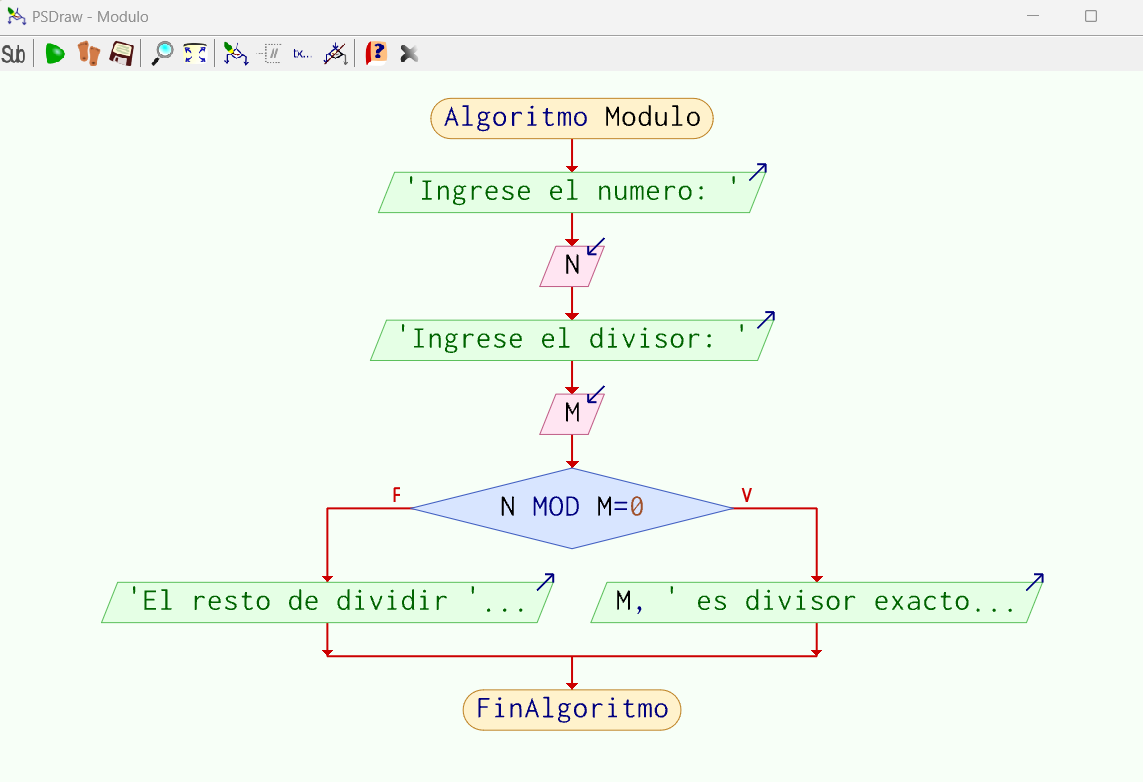 PSDraw - Modulo
Sub
//
tx...
?
Algoritmo Modulo
'Ingrese el numero: '
N
'Ingrese el divisor: '
M
N MOD M=0
F
V
'El resto de dividir '...
M, ' es divisor exacto...
FinAlgoritmo